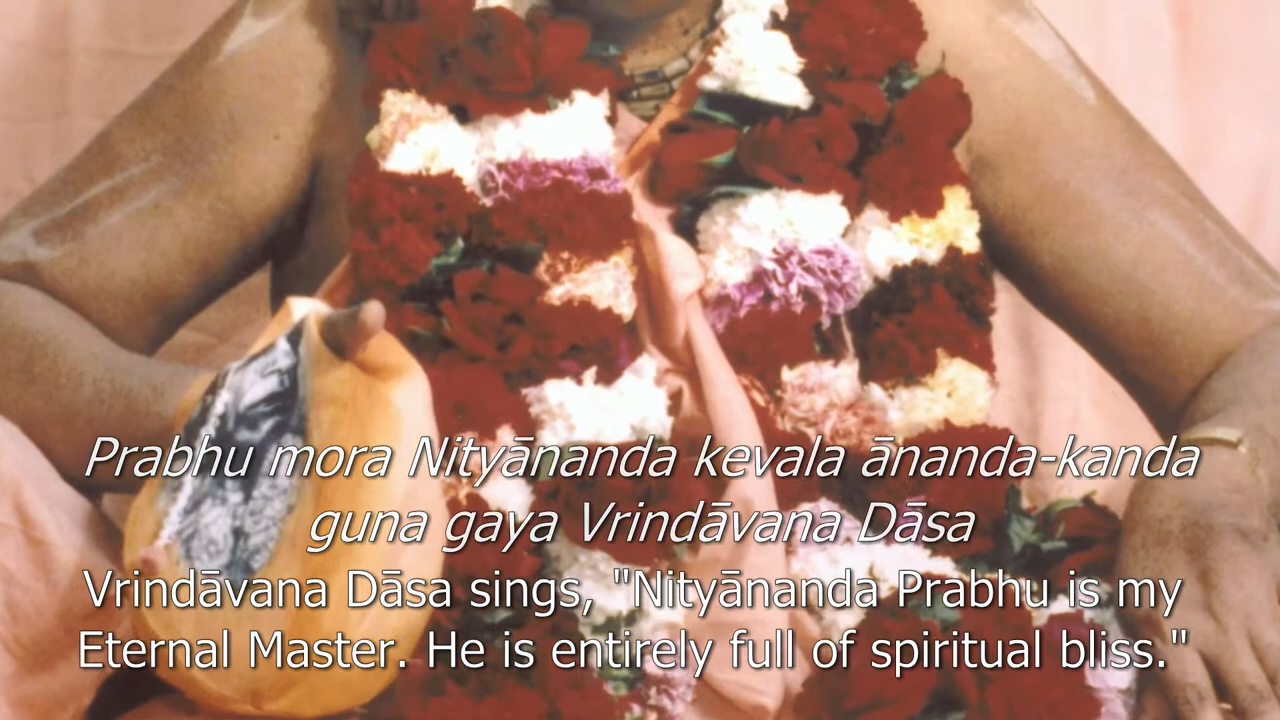 Prabhu mora Nityānanda kevala ānanda-kanda
guna gaya Vrindāvana Dāsa
Vrindāvana Dāsa sings, "Nityānanda Prabhu is my
Eternal Master. He is entirely full of spiritual bliss."